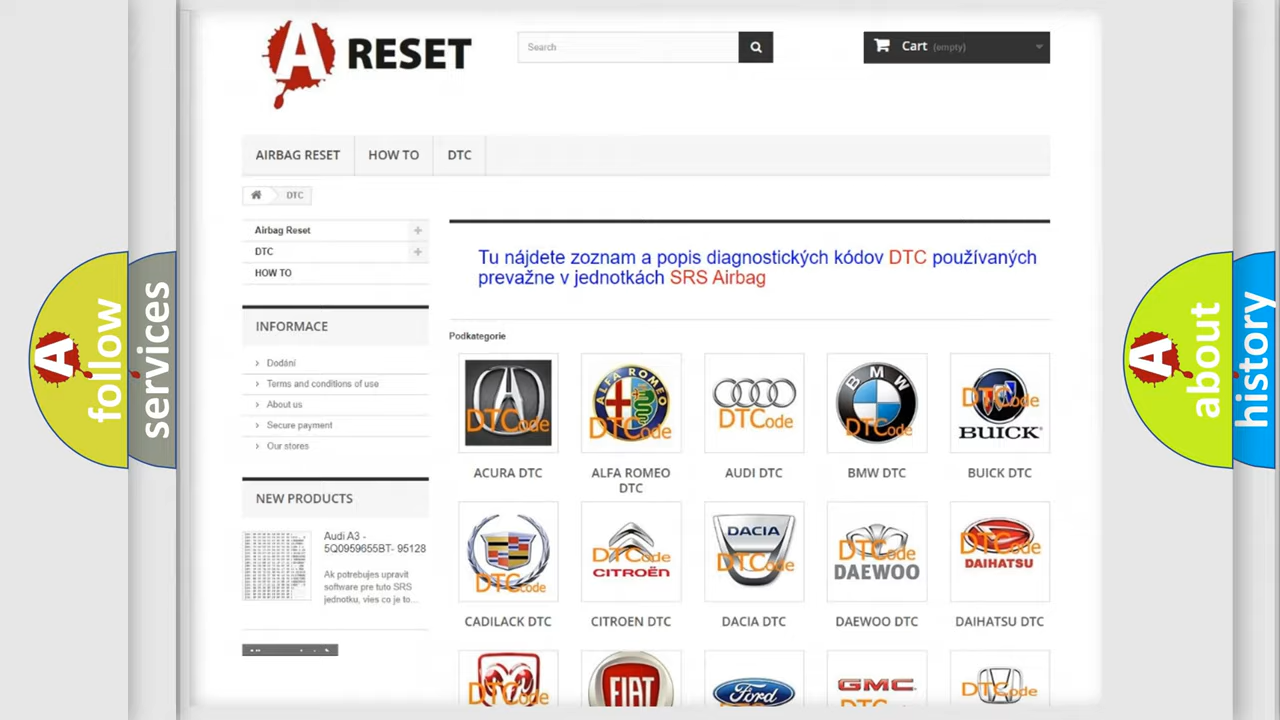 A RESET
Search
Cart (empty)
AIRBAG RESET
HOW TO
DTC
DTC
Airbag Reset
DTC
HOW TO
INFORMACE
Dodání
Terms and conditions of use
About us
Secure payment
Our stores
NEW PRODUCTS
Audi A3 -
5Q0959655BT- 95128
Ak potrebujes upravit
software pre tuto SRS
jednotku, vies co je to...
Tu nájdete zoznam a popis diagnostických kódov DTC používaných
prevažne v jednotkách SRS Airbag
Podkategorie
DTCode
ALFA ROMEO
DTCode
DTCode
BMW
DTCode
DTCode
BUICK
ACURA DTC
ALFA ROMEO
DTC
AUDI DTC
BMW DTC
BUICK DTC
DTCode
DTCode
CITROËN
DACIA
DTCode
DTCode
DAEWOO
DTCode
DAIHATSU
CADILACK DTC
CITROEN DTC
DACIA DTC
DAEWOO DTC
DAIHATSU DTC
DTCode
FIAT
Ford
GMC
DTCode
A follow
services
A about
history